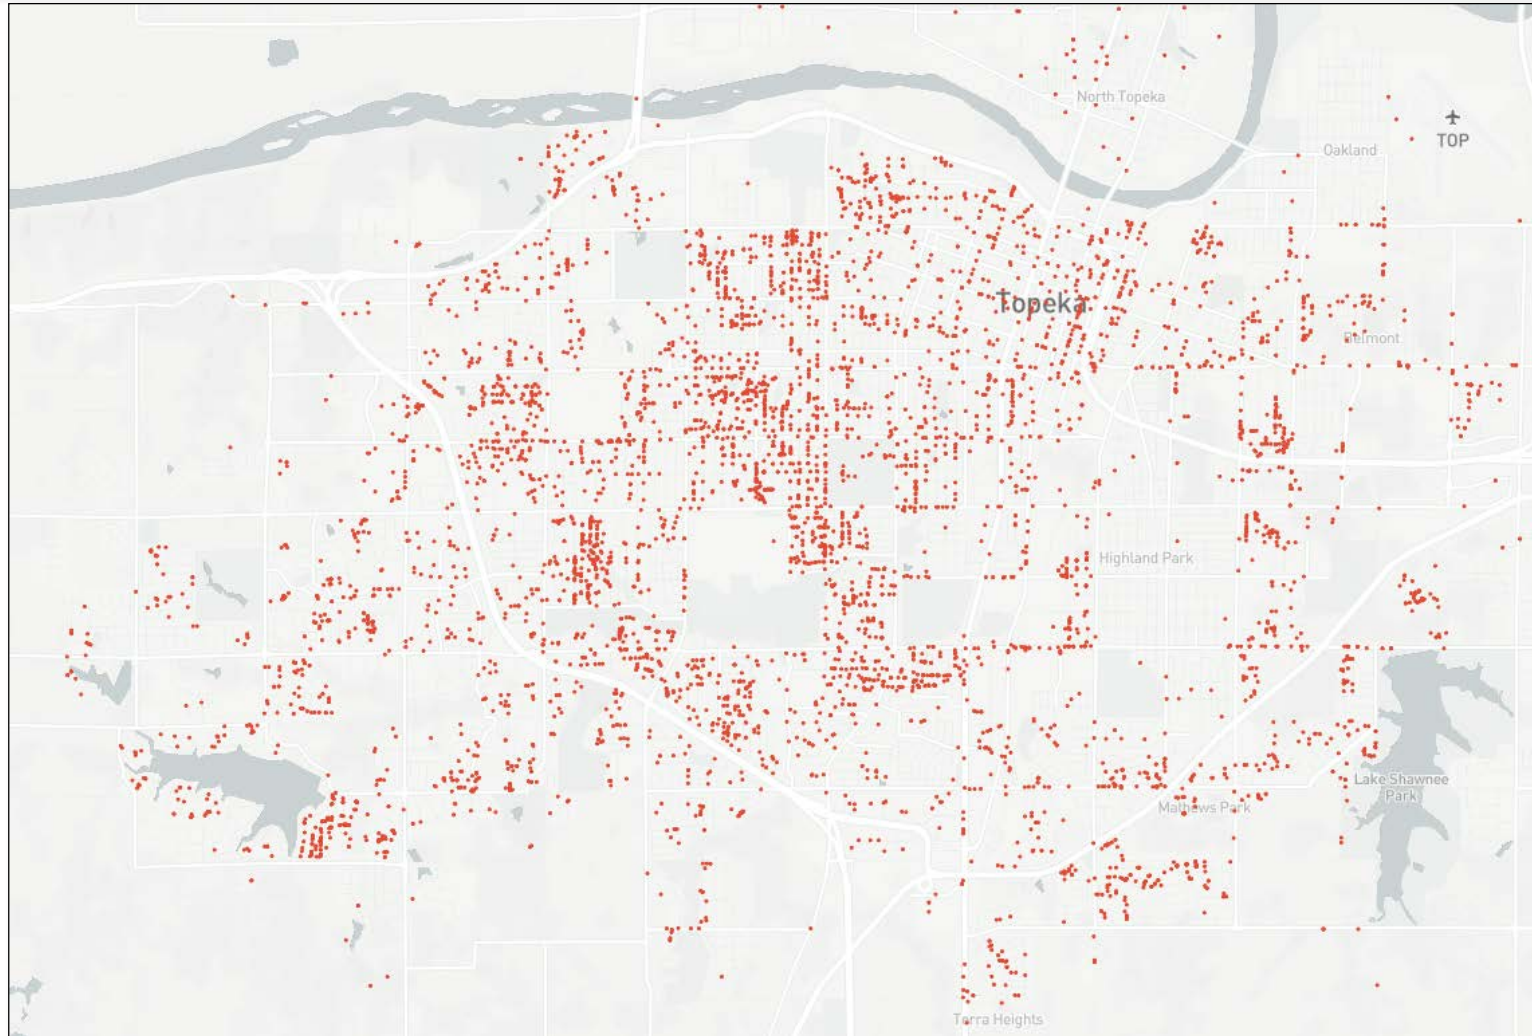 North Topeka
TOP
Oakland
Topeka
Belmont
Highland Park
Lake Shawnee
Park
Mathews Park
Terra Heights